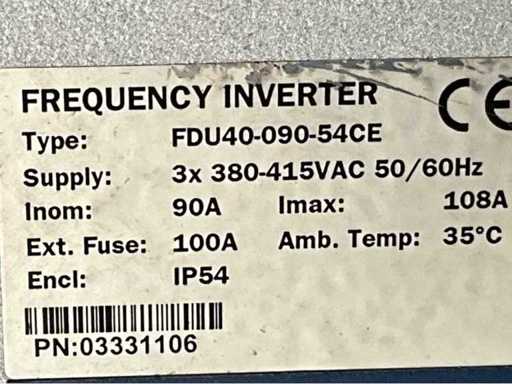 FREQUENCY INVERTER CE
Type: FDU40-090-54CE
Supply: 3x 380-415VAC 50/60Hz
Inom: 90A Imax: 108A
Ext. Fuse: 100A Amb. Temp: 35°C
Encl: IP54
PN:03331106